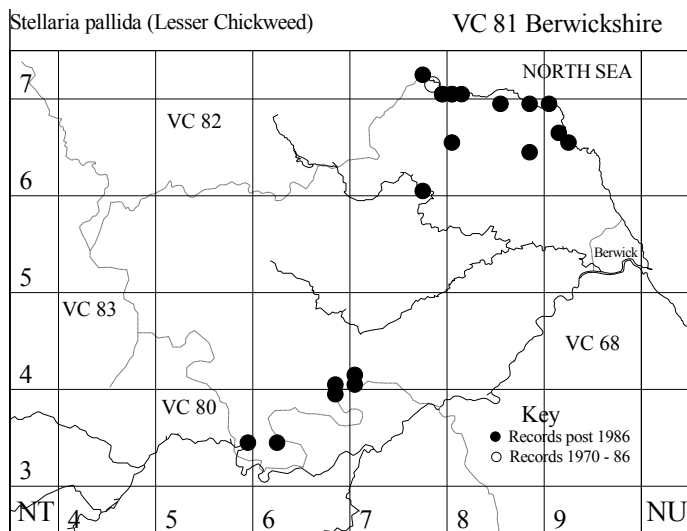 Stellaria pallida (Lesser Chickweed)
VC 81 Berwickshire
NORTH SEA
7
VC 82
6
Berwick
5
VC 83
VC 68
4
VC 80
Key
Records post 1986
Records 1970 - 86
3
NT 4 5 6 7 8 9 NU